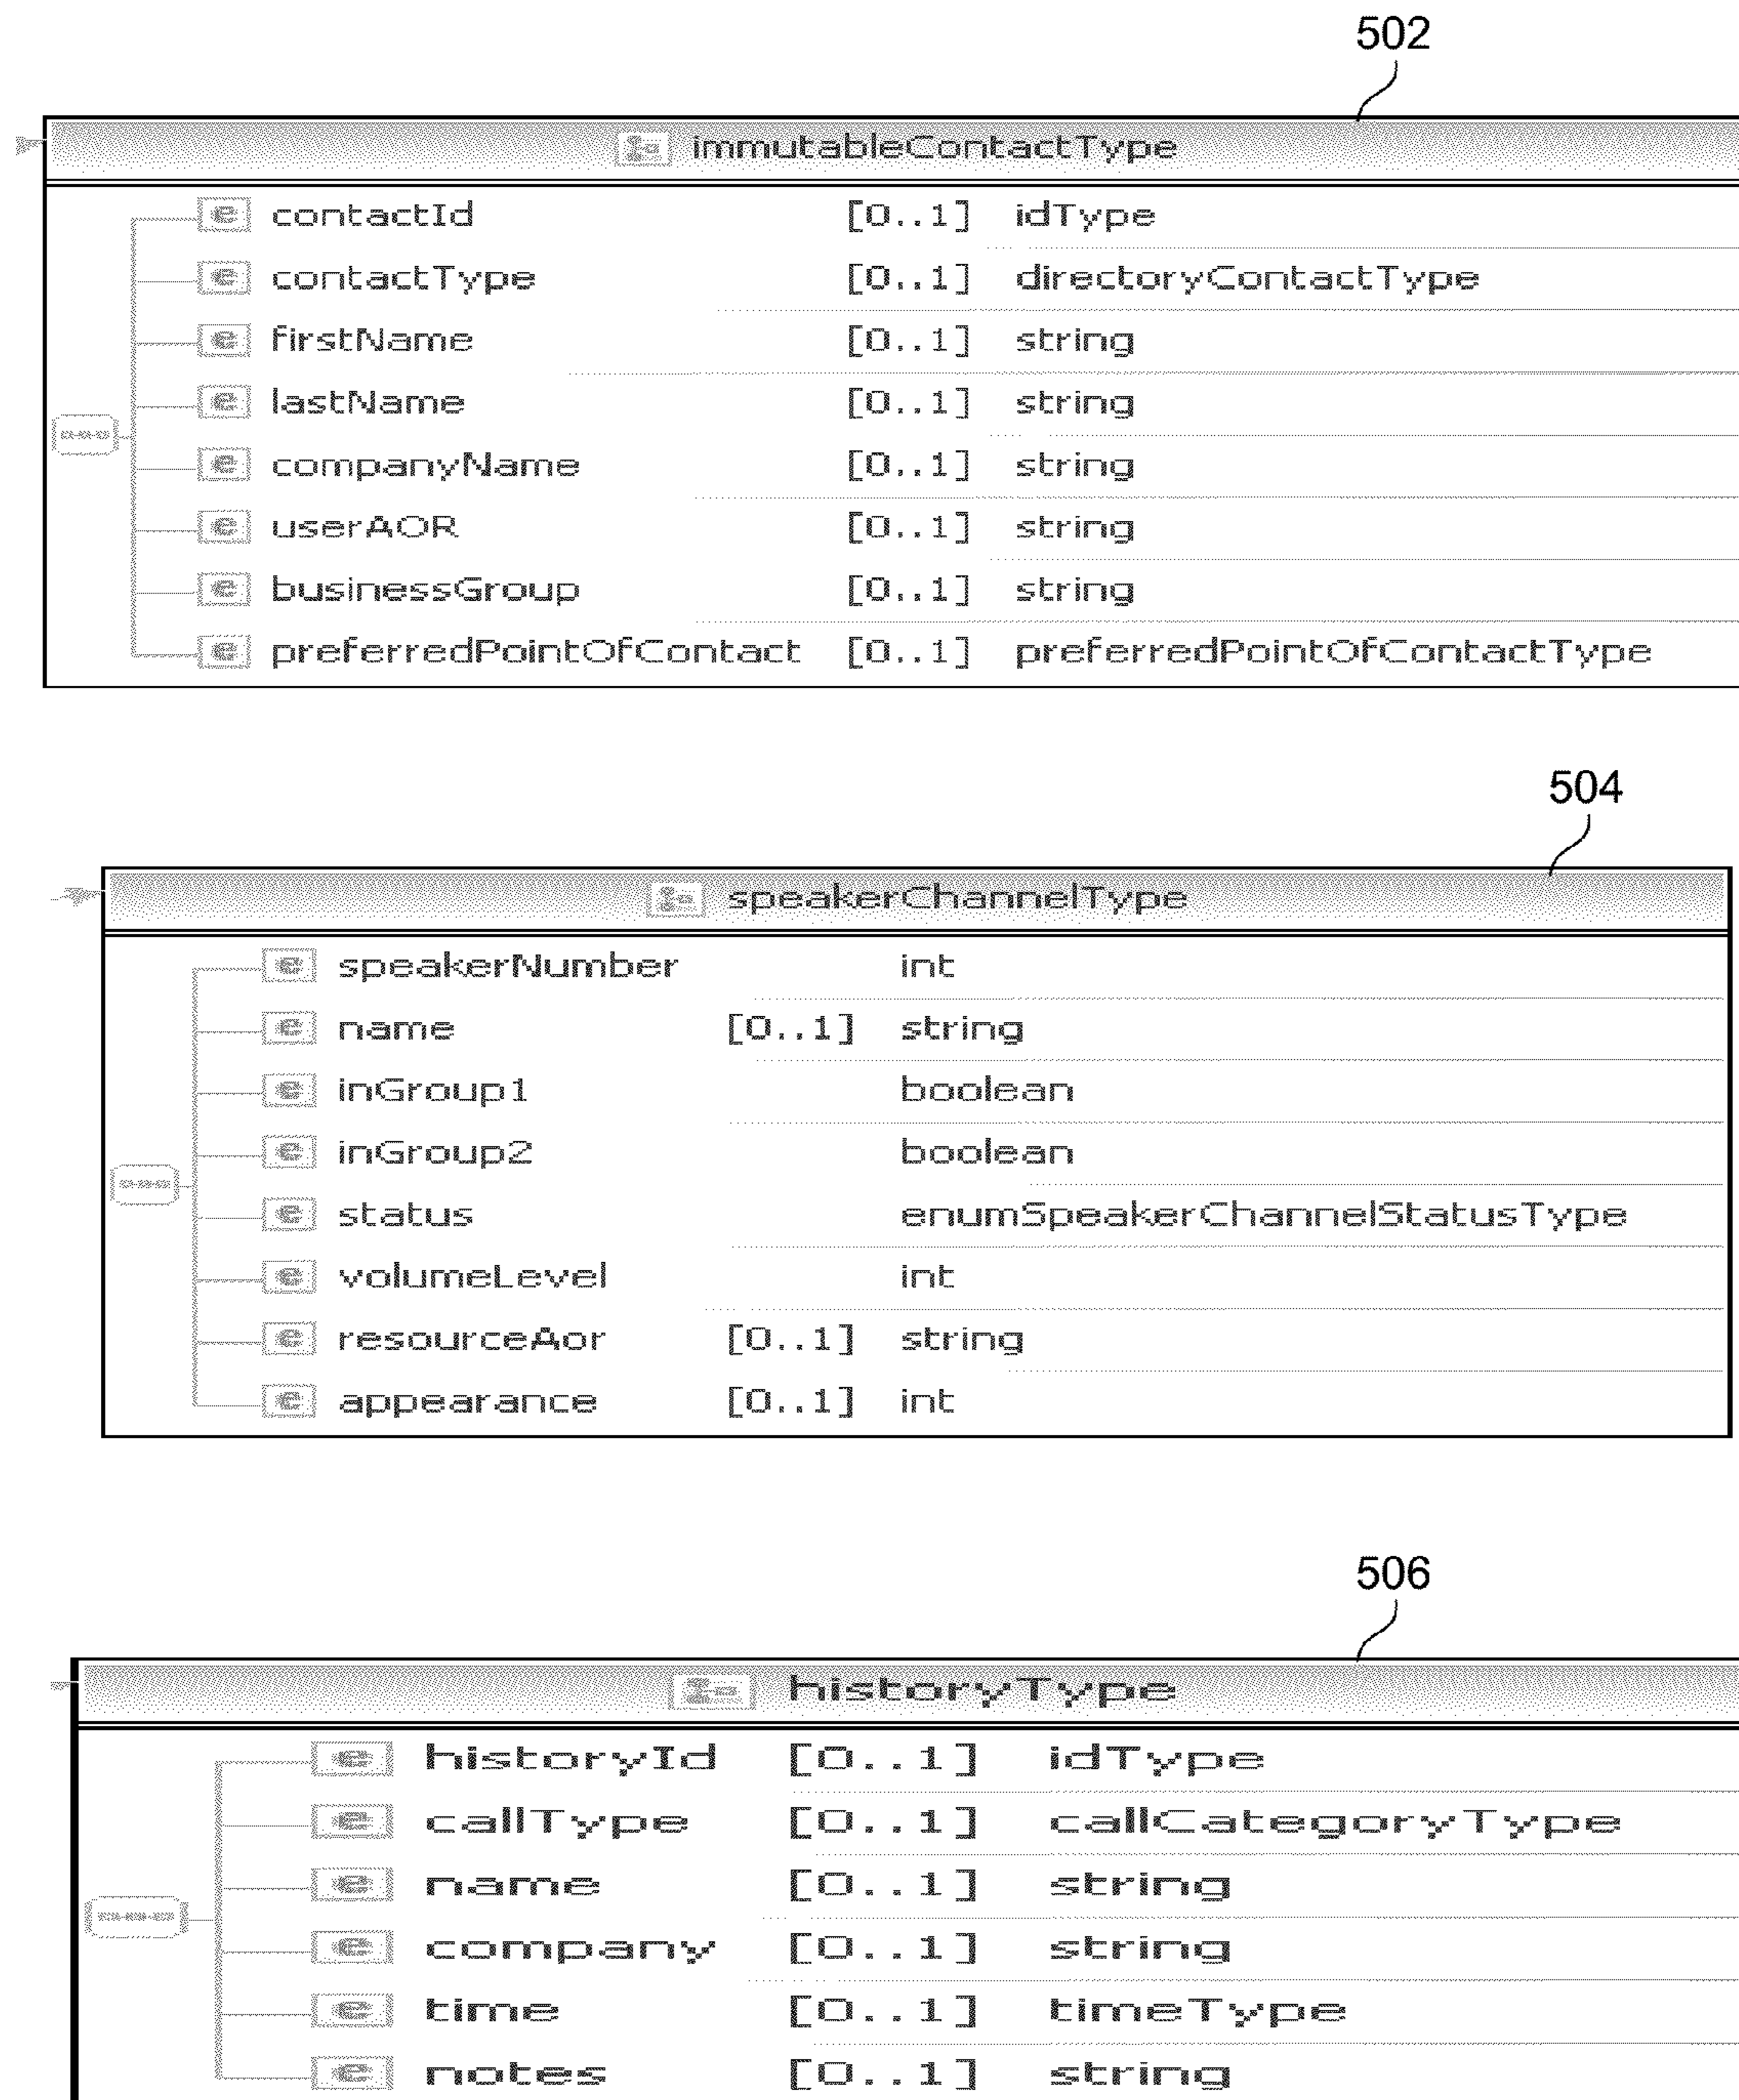 502
immutableContactType
e contactId [0..1] idType
e contactType [0..1] directoryContactType
e firstName [0..1] string
e lastName [0..1] string
e companyName [0..1] string
e userAOR [0..1] string
e businessGroup [0..1] string
e preferredPointOfContact [0..1] preferredPointOfContactType
504
speakerChannelType
e speakerNumber int
e name [0..1] string
e inGroup1 boolean
e inGroup2 boolean
e status enumSpeakerChannelStatusType
e volumeLevel int
e resourceAor [0..1] string
e appearance [0..1] int
506
historyType
e historyId [0..1] idType
e callType [0..1] callCategoryType
e name [0..1] string
e company [0..1] string
e time [0..1] timeType
e notes [0..1] string